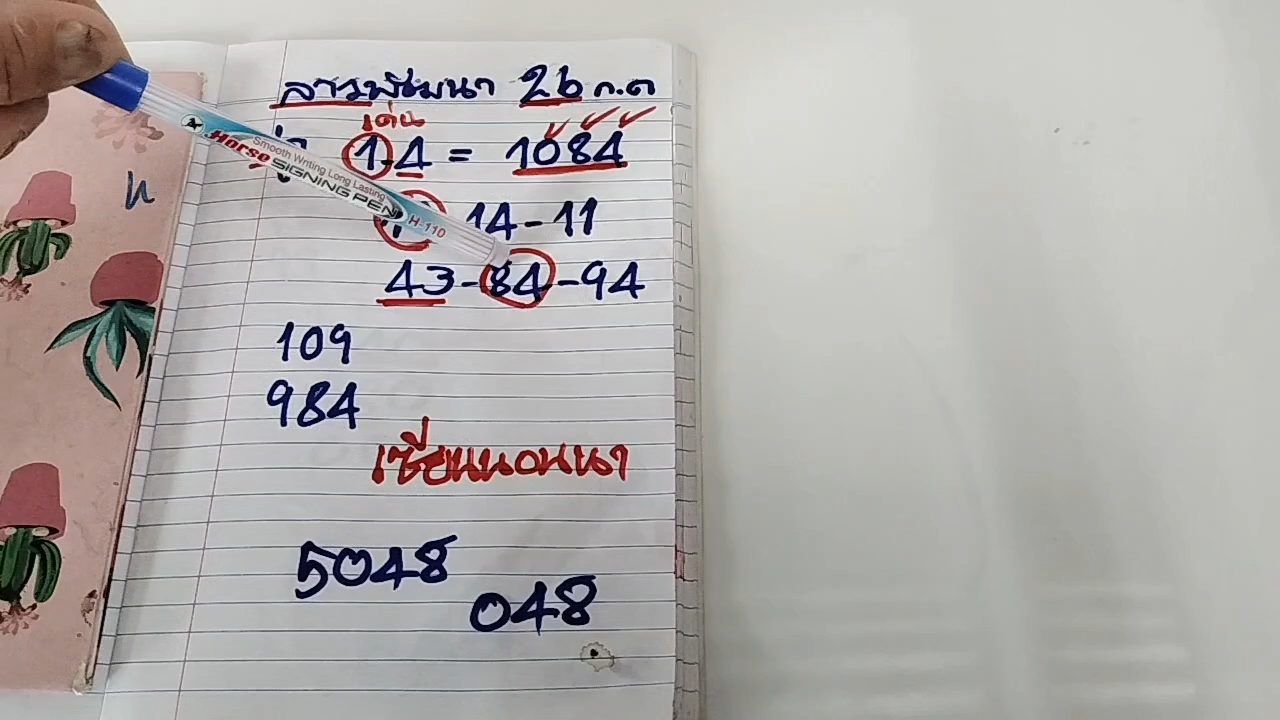 ลาวพัฒนา 26 ก.ค
เด่น
1-4 = 1084
14-11
43-84-94
109
984
เซียนนอนนา
5048
048
Horse
Smooth Writing Long Lasting
SIGNING PEN
H-110